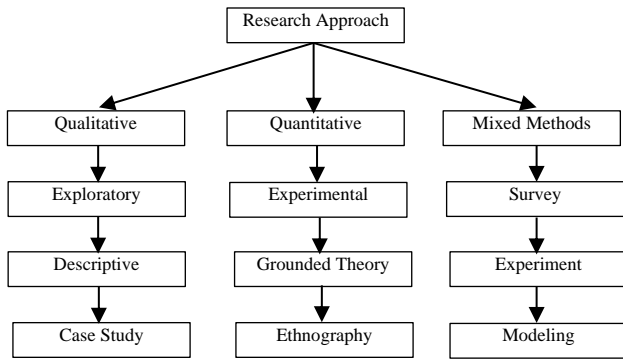 Research Approach
Qualitative
Quantitative
Mixed Methods
Exploratory
Experimental
Survey
Descriptive
Grounded Theory
Experiment
Case Study
Ethnography
Modeling